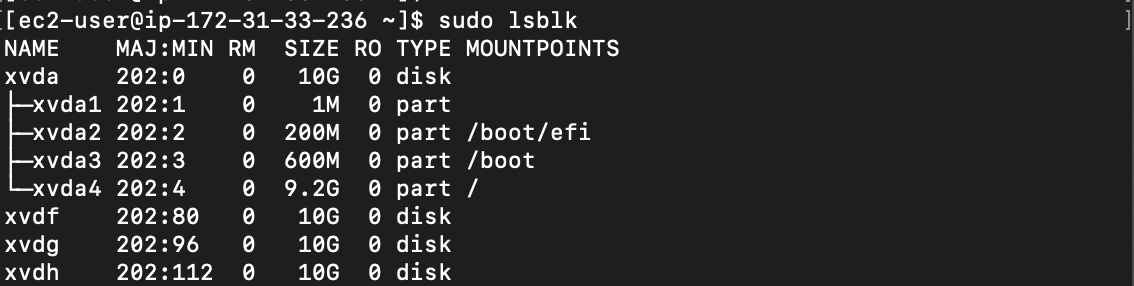 [[ec2-user@ip-172-31-33-236 ~]$ sudo lsblk ]
NAME    MAJ:MIN RM  SIZE RO TYPE MOUNTPOINTS
xvda    202:0    0   10G  0 disk
├─xvda1 202:1    0    1M  0 part
├─xvda2 202:2    0  200M  0 part /boot/efi
├─xvda3 202:3    0  600M  0 part /boot
└─xvda4 202:4    0  9.2G  0 part /
xvdf    202:80   0   10G  0 disk
xvdg    202:96   0   10G  0 disk
xvdh    202:112  0   10G  0 disk